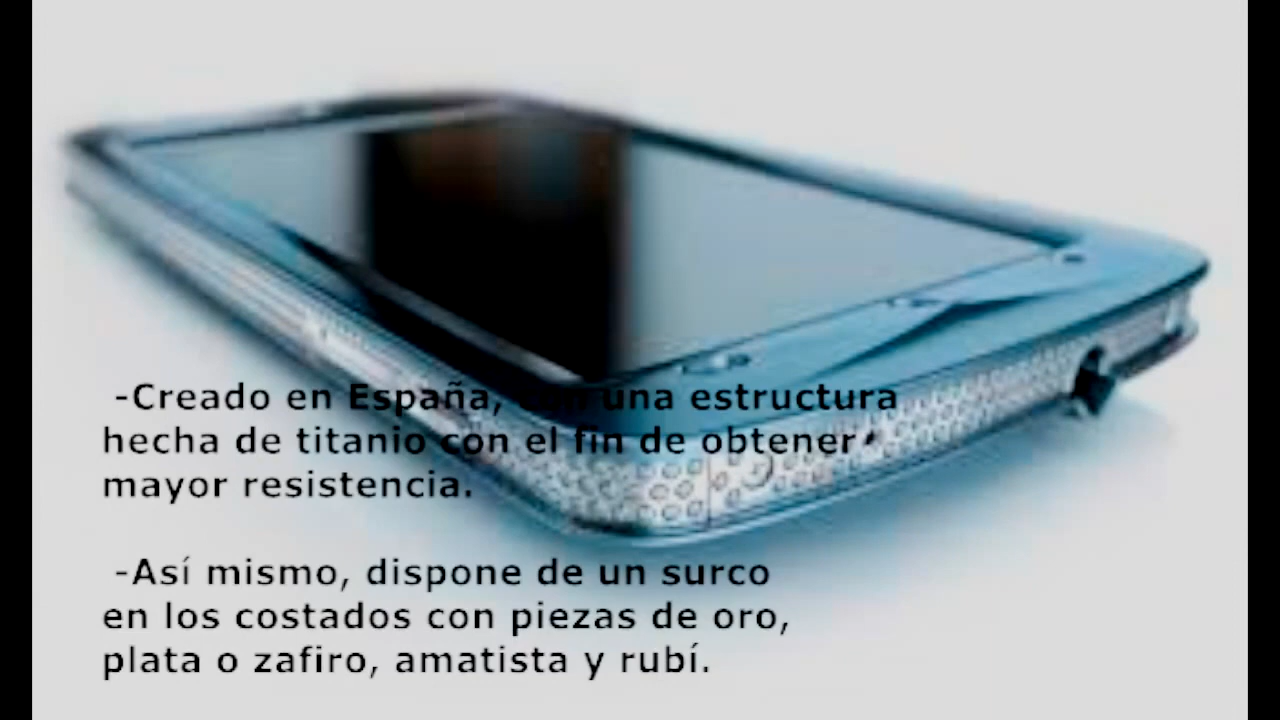 -Creado en España, con una estructura
hecha de titanio con el fin de obtener
mayor resistencia.
-Así mismo, dispone de un surco
en los costados con piezas de oro,
plata o zafiro, amatista y rubí.